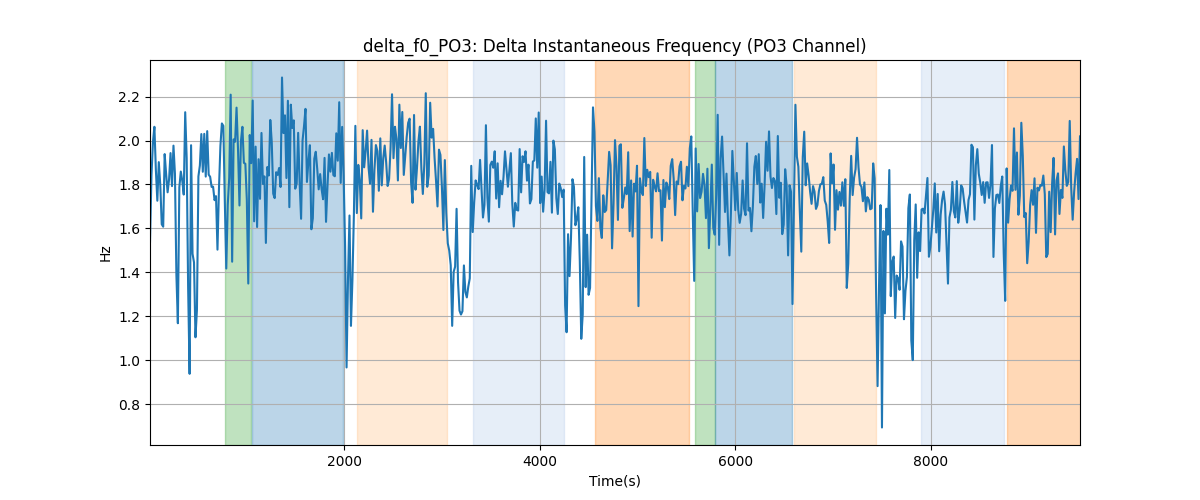 delta_f0_PO3: Delta Instantaneous Frequency (PO3 Channel)
Hz
2.2
2.0
1.8
1.6
1.4
1.2
1.0
0.8
2000 4000 6000 8000
Time(s)